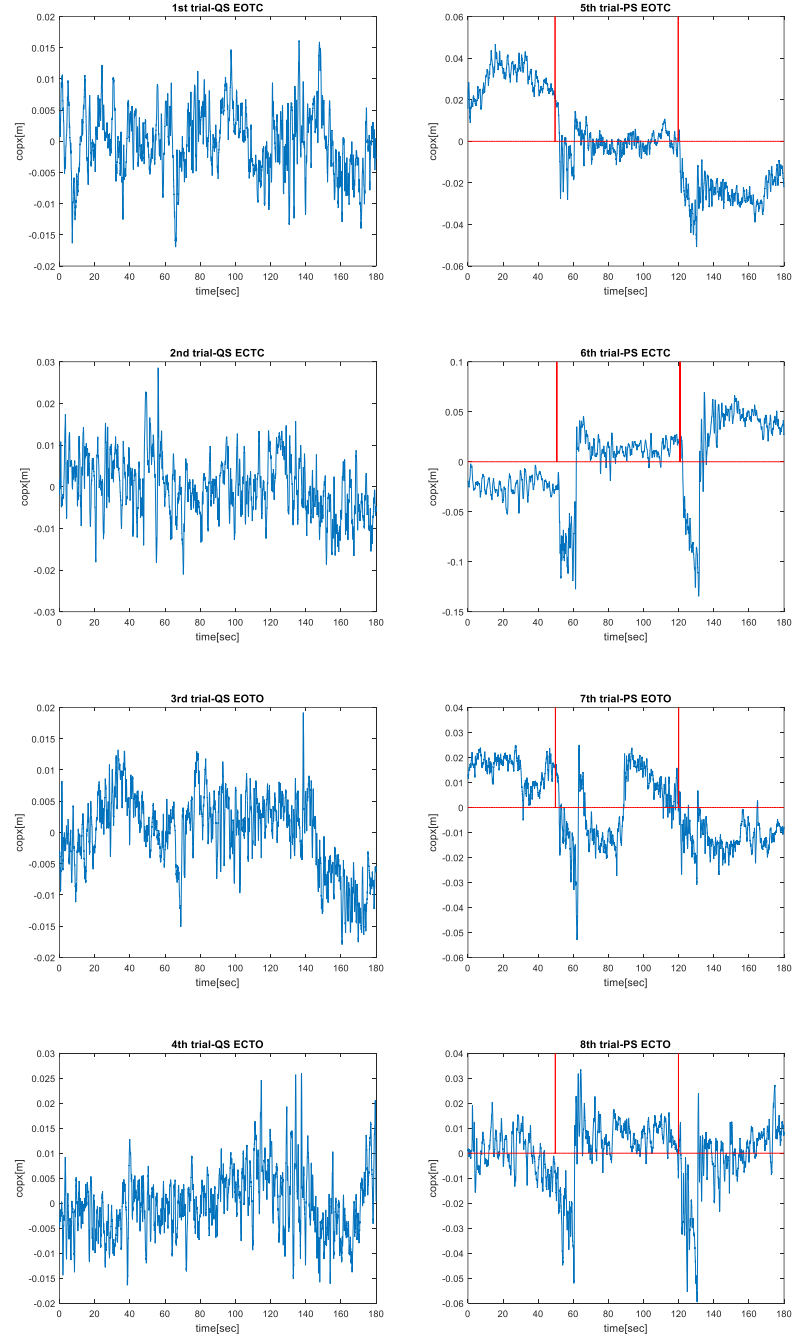 1st trial-QS EOTC
0.02
0.015
0.01
0.005
0
-0.005
-0.01
-0.015
-0.02
copx[m]
0 20 40 60 80 100 120 140 160 180
time[sec]
5th trial-PS EOTC
0.06
0.04
0.02
0
-0.02
-0.04
-0.06
copx[m]
0 20 40 60 80 100 120 140 160 180
time[sec]
2nd trial-QS ECTC
0.03
0.02
0.01
0
-0.01
-0.02
-0.03
copx[m]
0 20 40 60 80 100 120 140 160 180
time[sec]
6th trial-PS ECTC
0.1
0.05
0
-0.05
-0.1
-0.15
copx[m]
0 20 40 60 80 100 120 140 160 180
time[sec]
3rd trial-QS EOTO
0.02
0.015
0.01
0.005
0
-0.005
-0.01
-0.015
-0.02
copx[m]
0 20 40 60 80 100 120 140 160 180
time[sec]
7th trial-PS EOTO
0.04
0.03
0.02
0.01
0
-0.01
-0.02
-0.03
-0.04
-0.05
-0.06
copx[m]
0 20 40 60 80 100 120 140 160 180
time[sec]
4th trial-QS ECTO
0.03
0.025
0.02
0.015
0.01
0.005
0
-0.005
-0.01
-0.015
-0.02
copx[m]
0 20 40 60 80 100 120 140 160 180
time[sec]
8th trial-PS ECTO
0.04
0.03
0.02
0.01
0
-0.01
-0.02
-0.03
-0.04
-0.05
-0.06
copx[m]
0 20 40 60 80 100 120 140 160 180
time[sec]